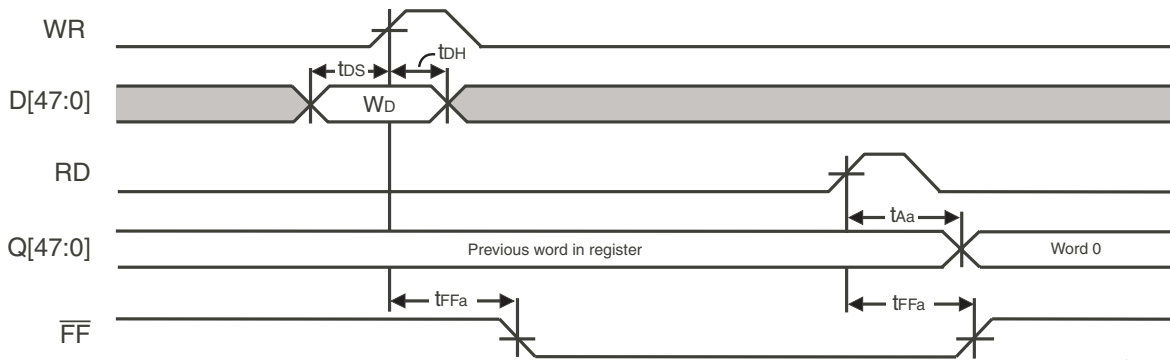 WR
tDH
tDS
D[47:0]
WD
RD
tAa
Q[47:0]
Previous word in register
Word 0
tFFa
tFFa
FF